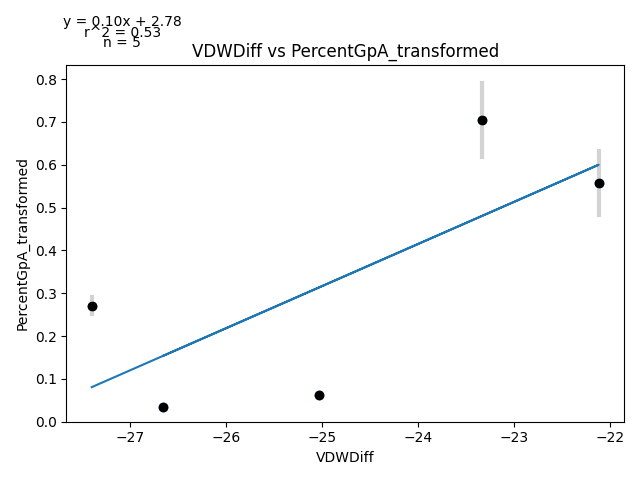 y = 0.10x + 2.78
r^2 = 0.53
n = 5
VDWDiff vs PercentGpA_transformed
PercentGpA_transformed
0.8
0.7
0.6
0.5
0.4
0.3
0.2
0.1
0.0
−27
−26
−25
−24
−23
−22
VDWDiff